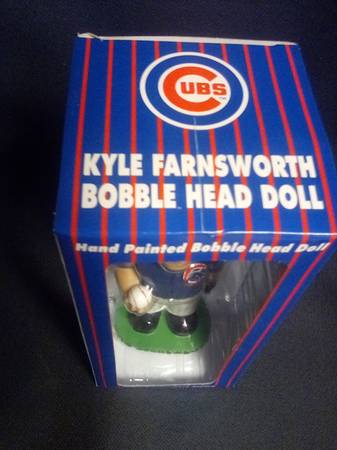 CUBS
KYLE FARNSWORTH
BOBBLE HEAD DOLL
Hand Painted Bobble Head Doll
C